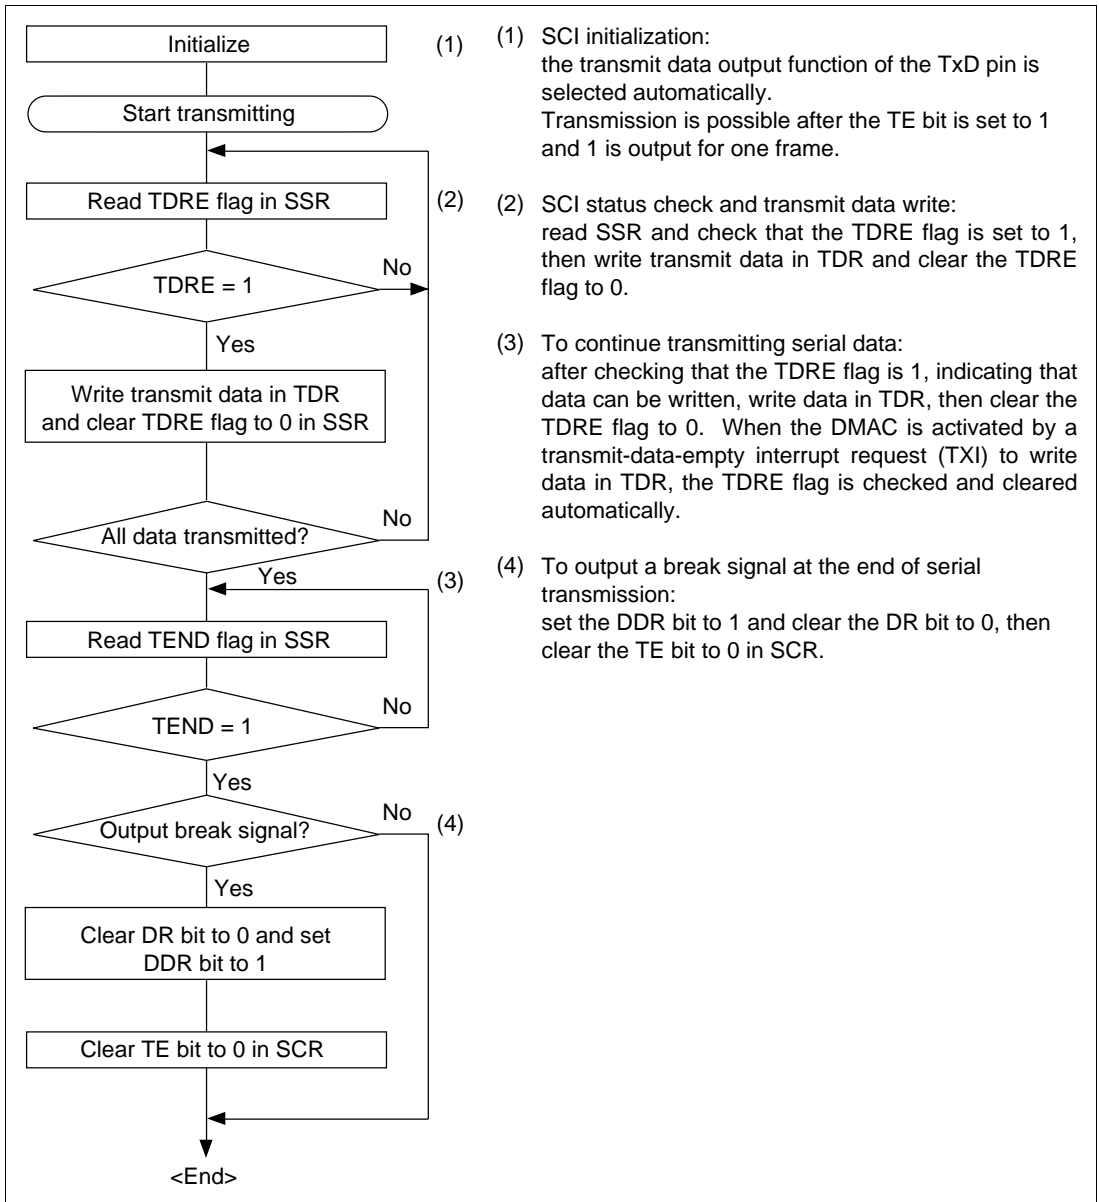 Initialize
(1)
Start transmitting
Read TDRE flag in SSR
(2)
TDRE = 1
No
Yes
Write transmit data in TDR
and clear TDRE flag to 0 in SSR
All data transmitted?
No
Yes
(3)
Read TEND flag in SSR
TEND = 1
No
Yes
Output break signal?
No
(4)
Yes
Clear DR bit to 0 and set
DDR bit to 1
Clear TE bit to 0 in SCR
<End>
(1) SCI initialization:
the transmit data output function of the TxD pin is
selected automatically.
Transmission is possible after the TE bit is set to 1
and 1 is output for one frame.
(2) SCI status check and transmit data write:
read SSR and check that the TDRE flag is set to 1,
then write transmit data in TDR and clear the TDRE
flag to 0.
(3) To continue transmitting serial data:
after checking that the TDRE flag is 1, indicating that
data can be written, write data in TDR, then clear the
TDRE flag to 0. When the DMAC is activated by a
transmit-data-empty interrupt request (TXI) to write
data in TDR, the TDRE flag is checked and cleared
automatically.
(4) To output a break signal at the end of serial
transmission:
set the DDR bit to 1 and clear the DR bit to 0, then
clear the TE bit to 0 in SCR.